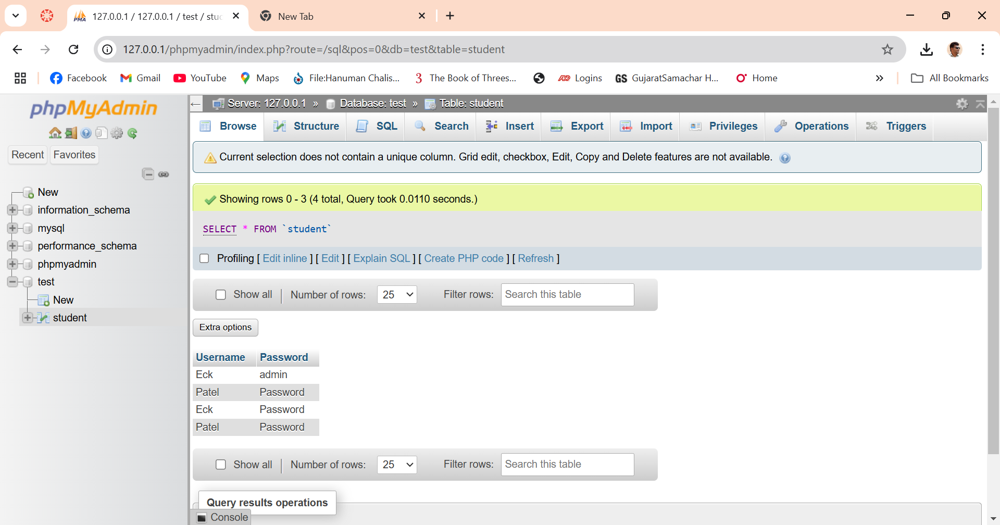 127.0.0.1 / 127.0.0.1 / test / stu
New Tab
127.0.0.1/phpmyadmin/index.php?route=/sql&pos=0&db=test&table=student
Facebook Gmail YouTube Maps File:Hanuman Chalis... 3 The Book of Threes... ADP Logins GS GujaratSamachar H... Home » All Bookmarks
phpMyAdmin
Recent Favorites
New
information_schema
mysql
performance_schema
phpmyadmin
test
New
student
Server: 127.0.0.1 » Database: test » Table: student
Browse Structure SQL Search Insert Export Import Privileges Operations Triggers
Current selection does not contain a unique column. Grid edit, checkbox, Edit, Copy and Delete features are not available.
Showing rows 0 - 3 (4 total, Query took 0.0110 seconds.)
SELECT * FROM `student`
Profiling [ Edit inline ] [ Edit ] [ Explain SQL ] [ Create PHP code ] [ Refresh ]
Show all Number of rows: 25 Filter rows: Search this table
Extra options
Username Password
Eck admin
Patel Password
Eck Password
Patel Password
Show all Number of rows: 25 Filter rows: Search this table
Query results operations
Console